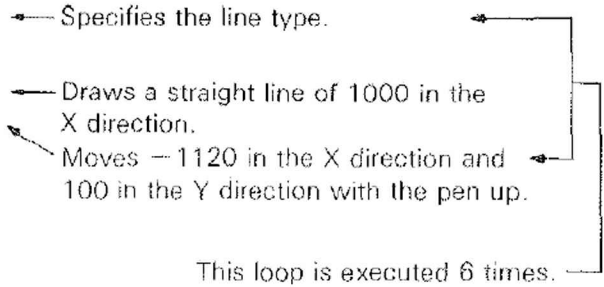 Specifies the line type.
Draws a straight line of 1000 in the
X direction.
Moves −1120 in the X direction and
100 in the Y direction with the pen up.
This loop is executed 6 times.